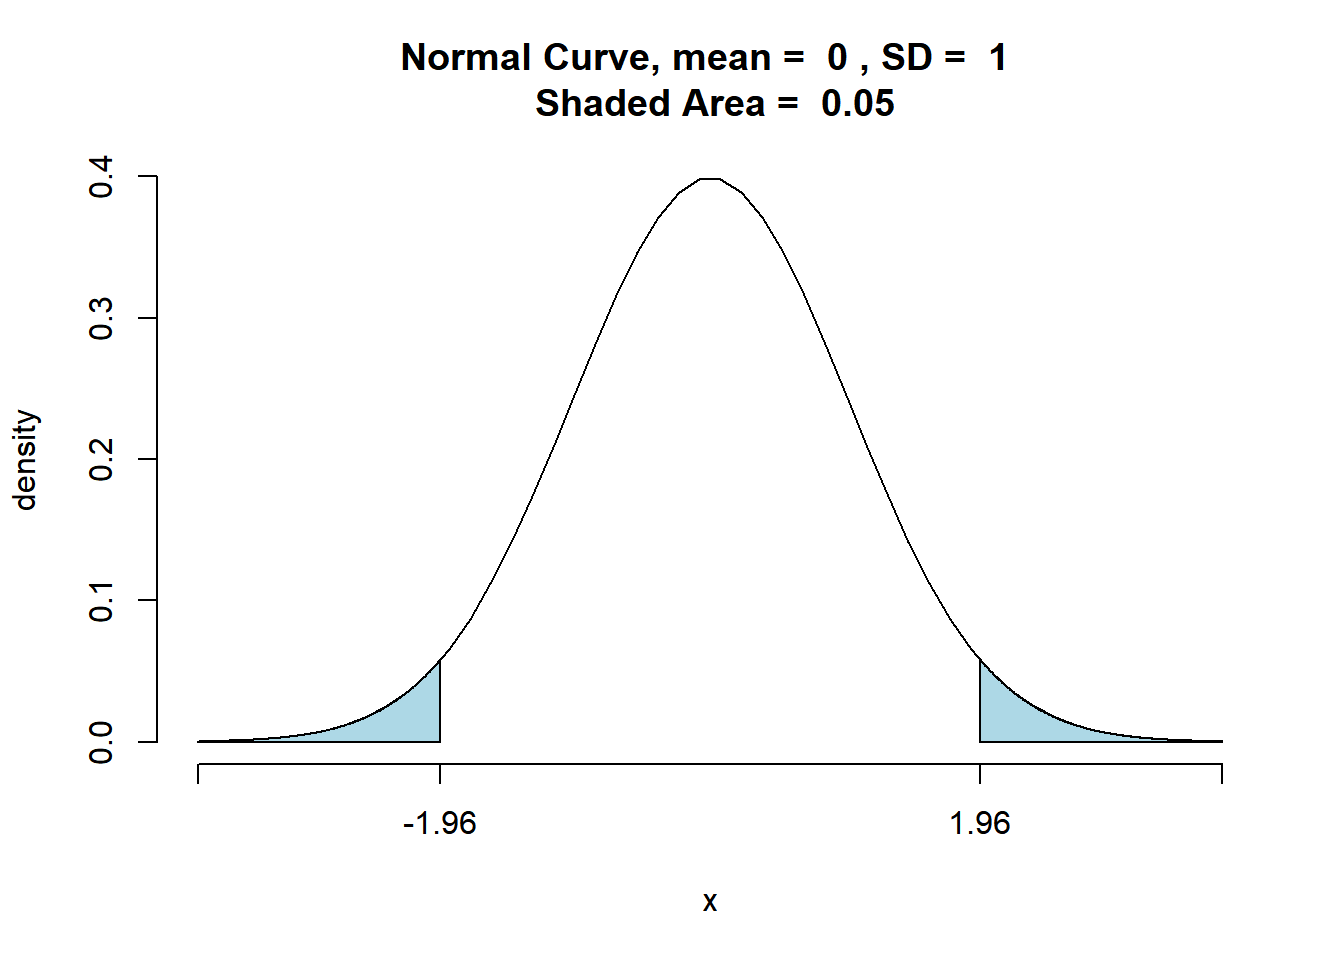 Normal Curve, mean =  0 , SD =  1
Shaded Area =  0.05
0.4
0.3
0.2
0.1
0.0
density
-1.96
1.96
x